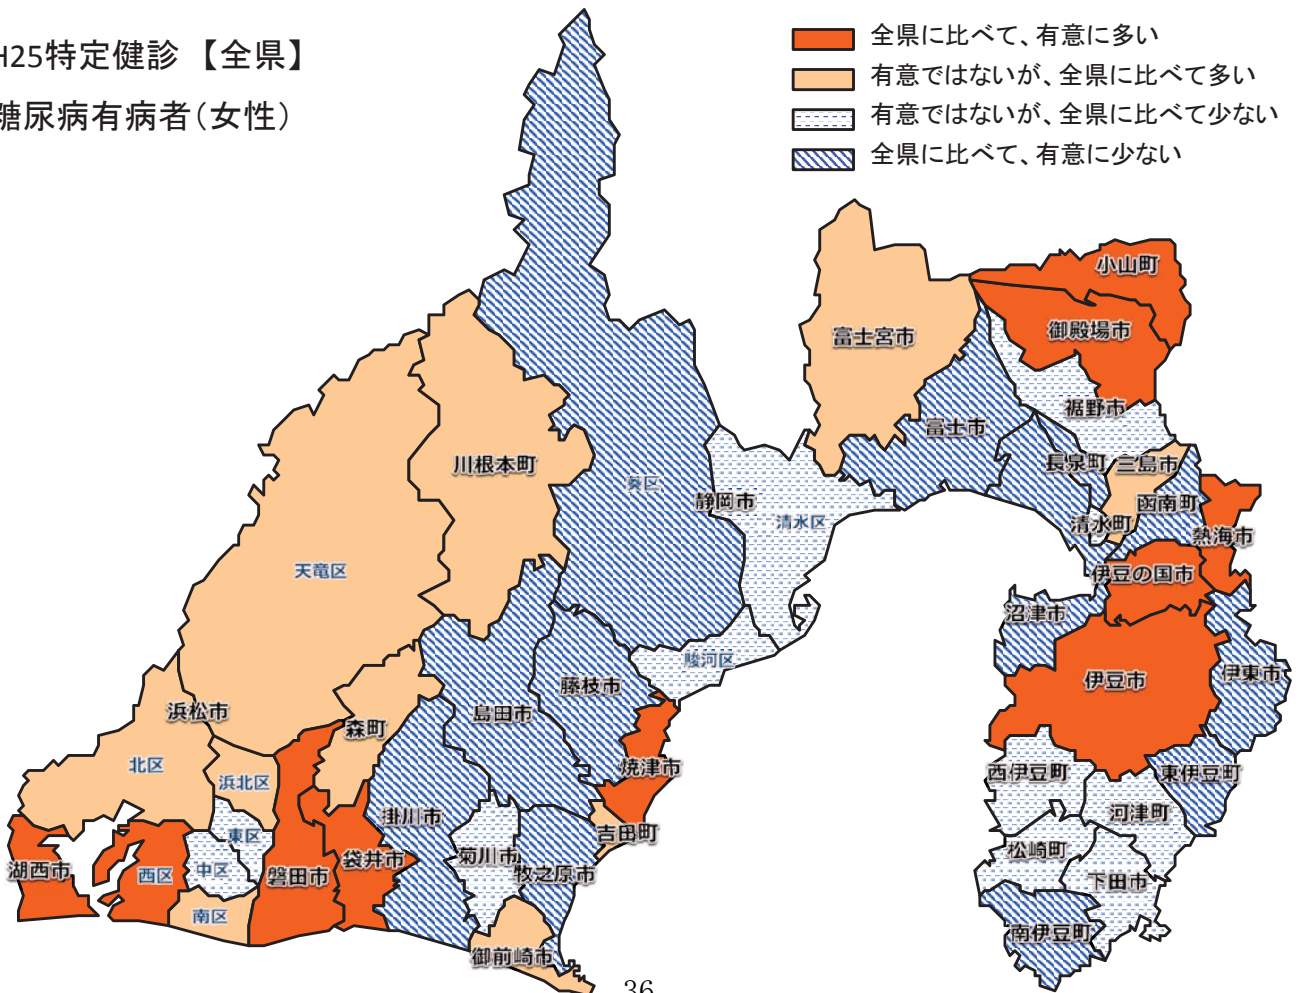 H25特定健診 【全県】
糖尿病有病者(女性)
全県に比べて、有意に多い
有意ではないが、全県に比べて多い
有意ではないが、全県に比べて少ない
全県に比べて、有意に少ない
小山町
御殿場市
富士宮市
裾野市
富士市
長泉町
三島市
川根本町
葵区
静岡市
清水区
函南町
清水町
熱海市
天竜区
伊豆の国市
沼津市
駿河区
伊東市
伊豆市
藤枝市
浜松市
島田市
森町
北区
浜北区
焼津市
西伊豆町
東伊豆町
掛川市
河津町
東区
吉田町
菊川市
松崎町
袋井市
湖西市
西区
中区
磐田市
牧之原市
下田市
南区
南伊豆町
御前崎市
36